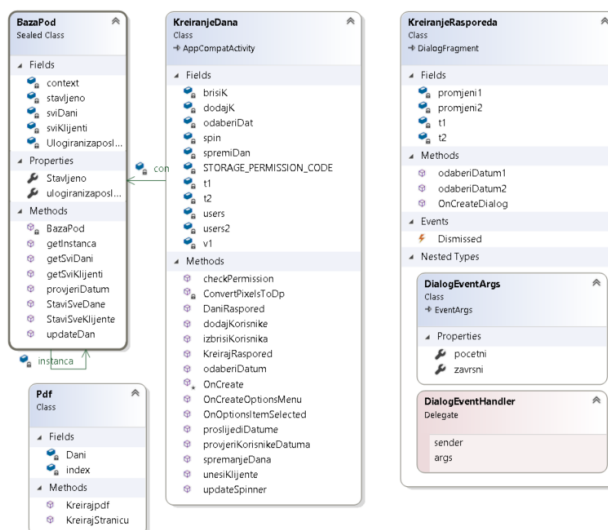 BazaPod
Sealed Class
Fields
context
stavljeno
sviDani
sviKlijenti
Ulogiranizaposl...
Properties
Stavljeno
ulogiranizaposl...
Methods
BazaPod
getInstanca
getSviDani
getSviKlijenti
provjeriDatum
StaviSveDane
StaviSveKlijente
updateDan
instanca
Pdf
Class
Fields
Dani
index
Methods
Kreirajpdf
KreirajStranicu
con
KreiranjeDana
Class
AppCompatActivity
Fields
brisiK
dodajK
odaberiDat
spin
spremiDan
STORAGE_PERMISSION_CODE
t1
t2
users
users2
v1
Methods
checkPermission
ConvertPixelsToDp
DaniRaspored
dodajKorisnike
izbrisiKorisnika
KreirajRaspored
odaberiDatum
OnCreate
OnCreateOptionsMenu
OnOptionsItemSelected
proslijediDatume
provjeriKorisnikeDatuma
spremanjeDana
unesiKlijente
updateSpinner
KreiranjeRasporeda
Class
DialogFragment
Fields
promjeni1
promjeni2
t1
t2
Methods
odaberiDatum1
odaberiDatum2
OnCreateDialog
Events
Dismissed
Nested Types
DialogEventArgs
Class
EventArgs
Properties
pocetni
zavrsni
DialogEventHandler
Delegate
sender
args